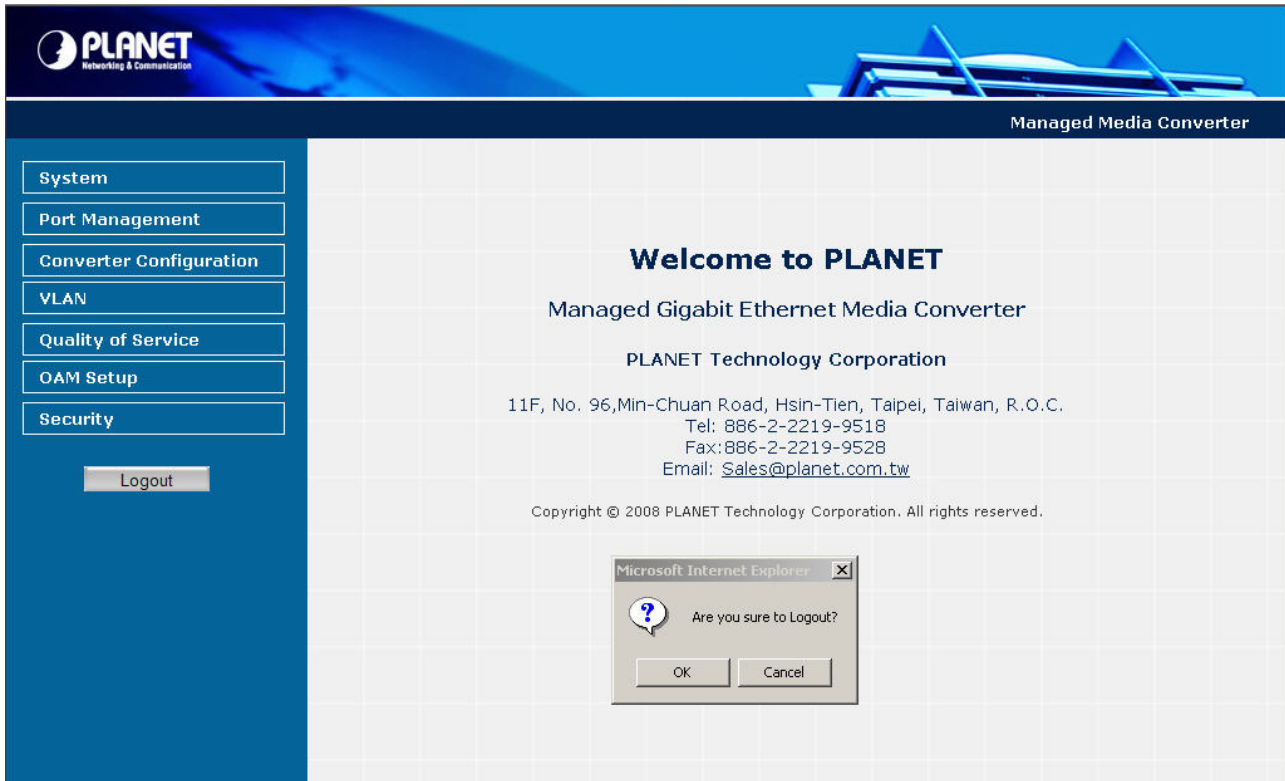 PLANET
Networking & Communication
Managed Media Converter
System
Port Management
Converter Configuration
VLAN
Quality of Service
OAM Setup
Security
Logout
Welcome to PLANET
Managed Gigabit Ethernet Media Converter
PLANET Technology Corporation
11F, No. 96,Min-Chuan Road, Hsin-Tien, Taipei, Taiwan, R.O.C.
Tel: 886-2-2219-9518
Fax:886-2-2219-9528
Email: Sales@planet.com.tw
Copyright © 2008 PLANET Technology Corporation. All rights reserved.
Microsoft Internet Explorer
Are you sure to Logout?
OK
Cancel